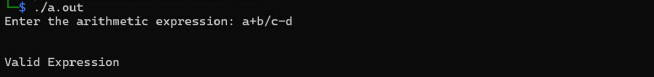 └─$ ./a.out
Enter the arithmetic expression: a+b/c-d
Valid Expression